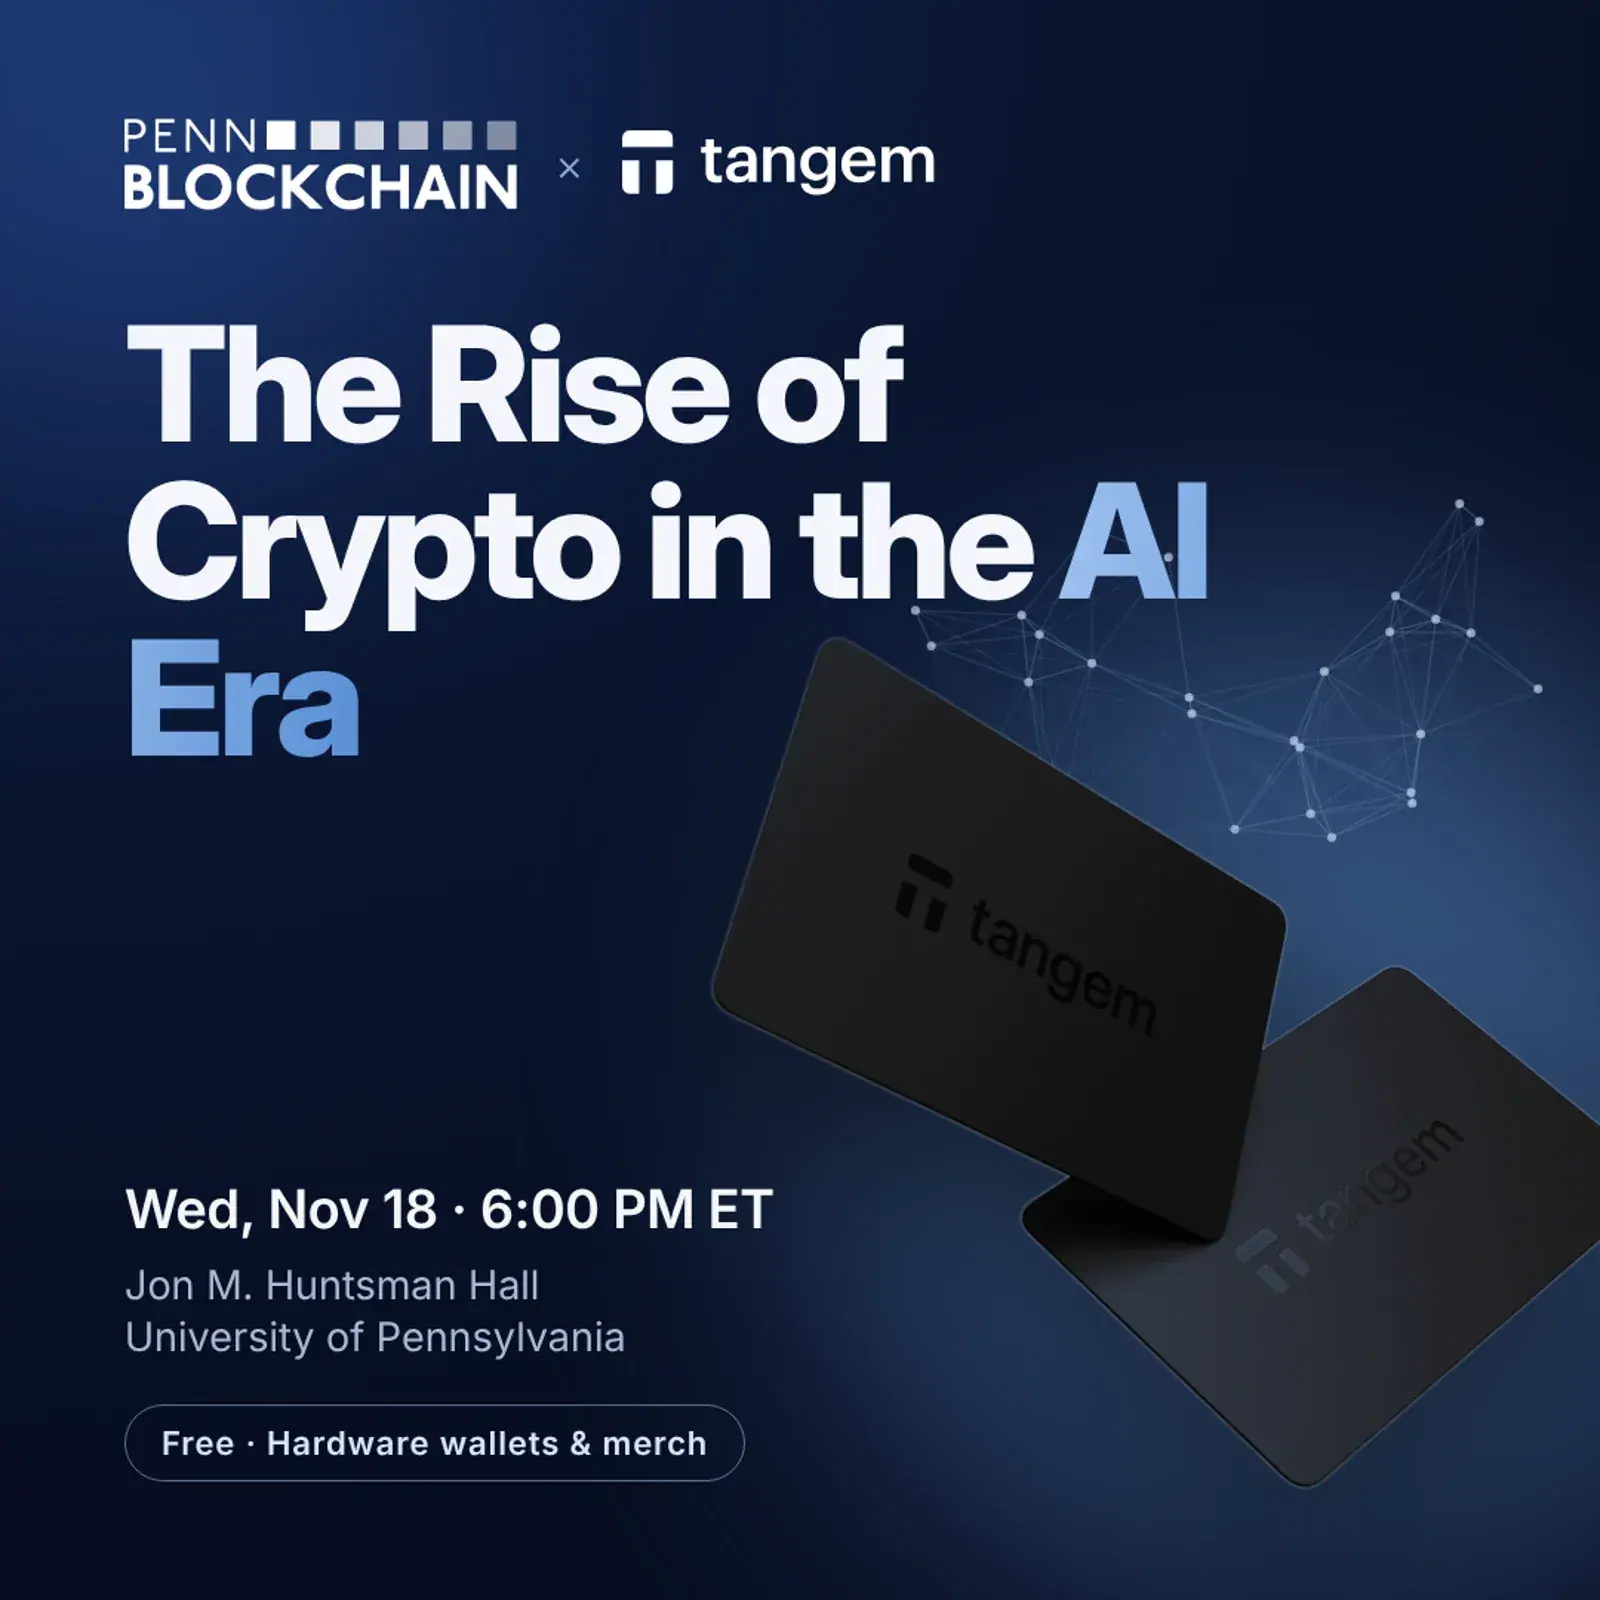 PENN
BLOCKCHAIN
×
tangem
The Rise of
Crypto in the AI
Era
tangem
tangem
Wed, Nov 18 · 6:00 PM ET
Jon M. Huntsman Hall
University of Pennsylvania
Free · Hardware wallets & merch